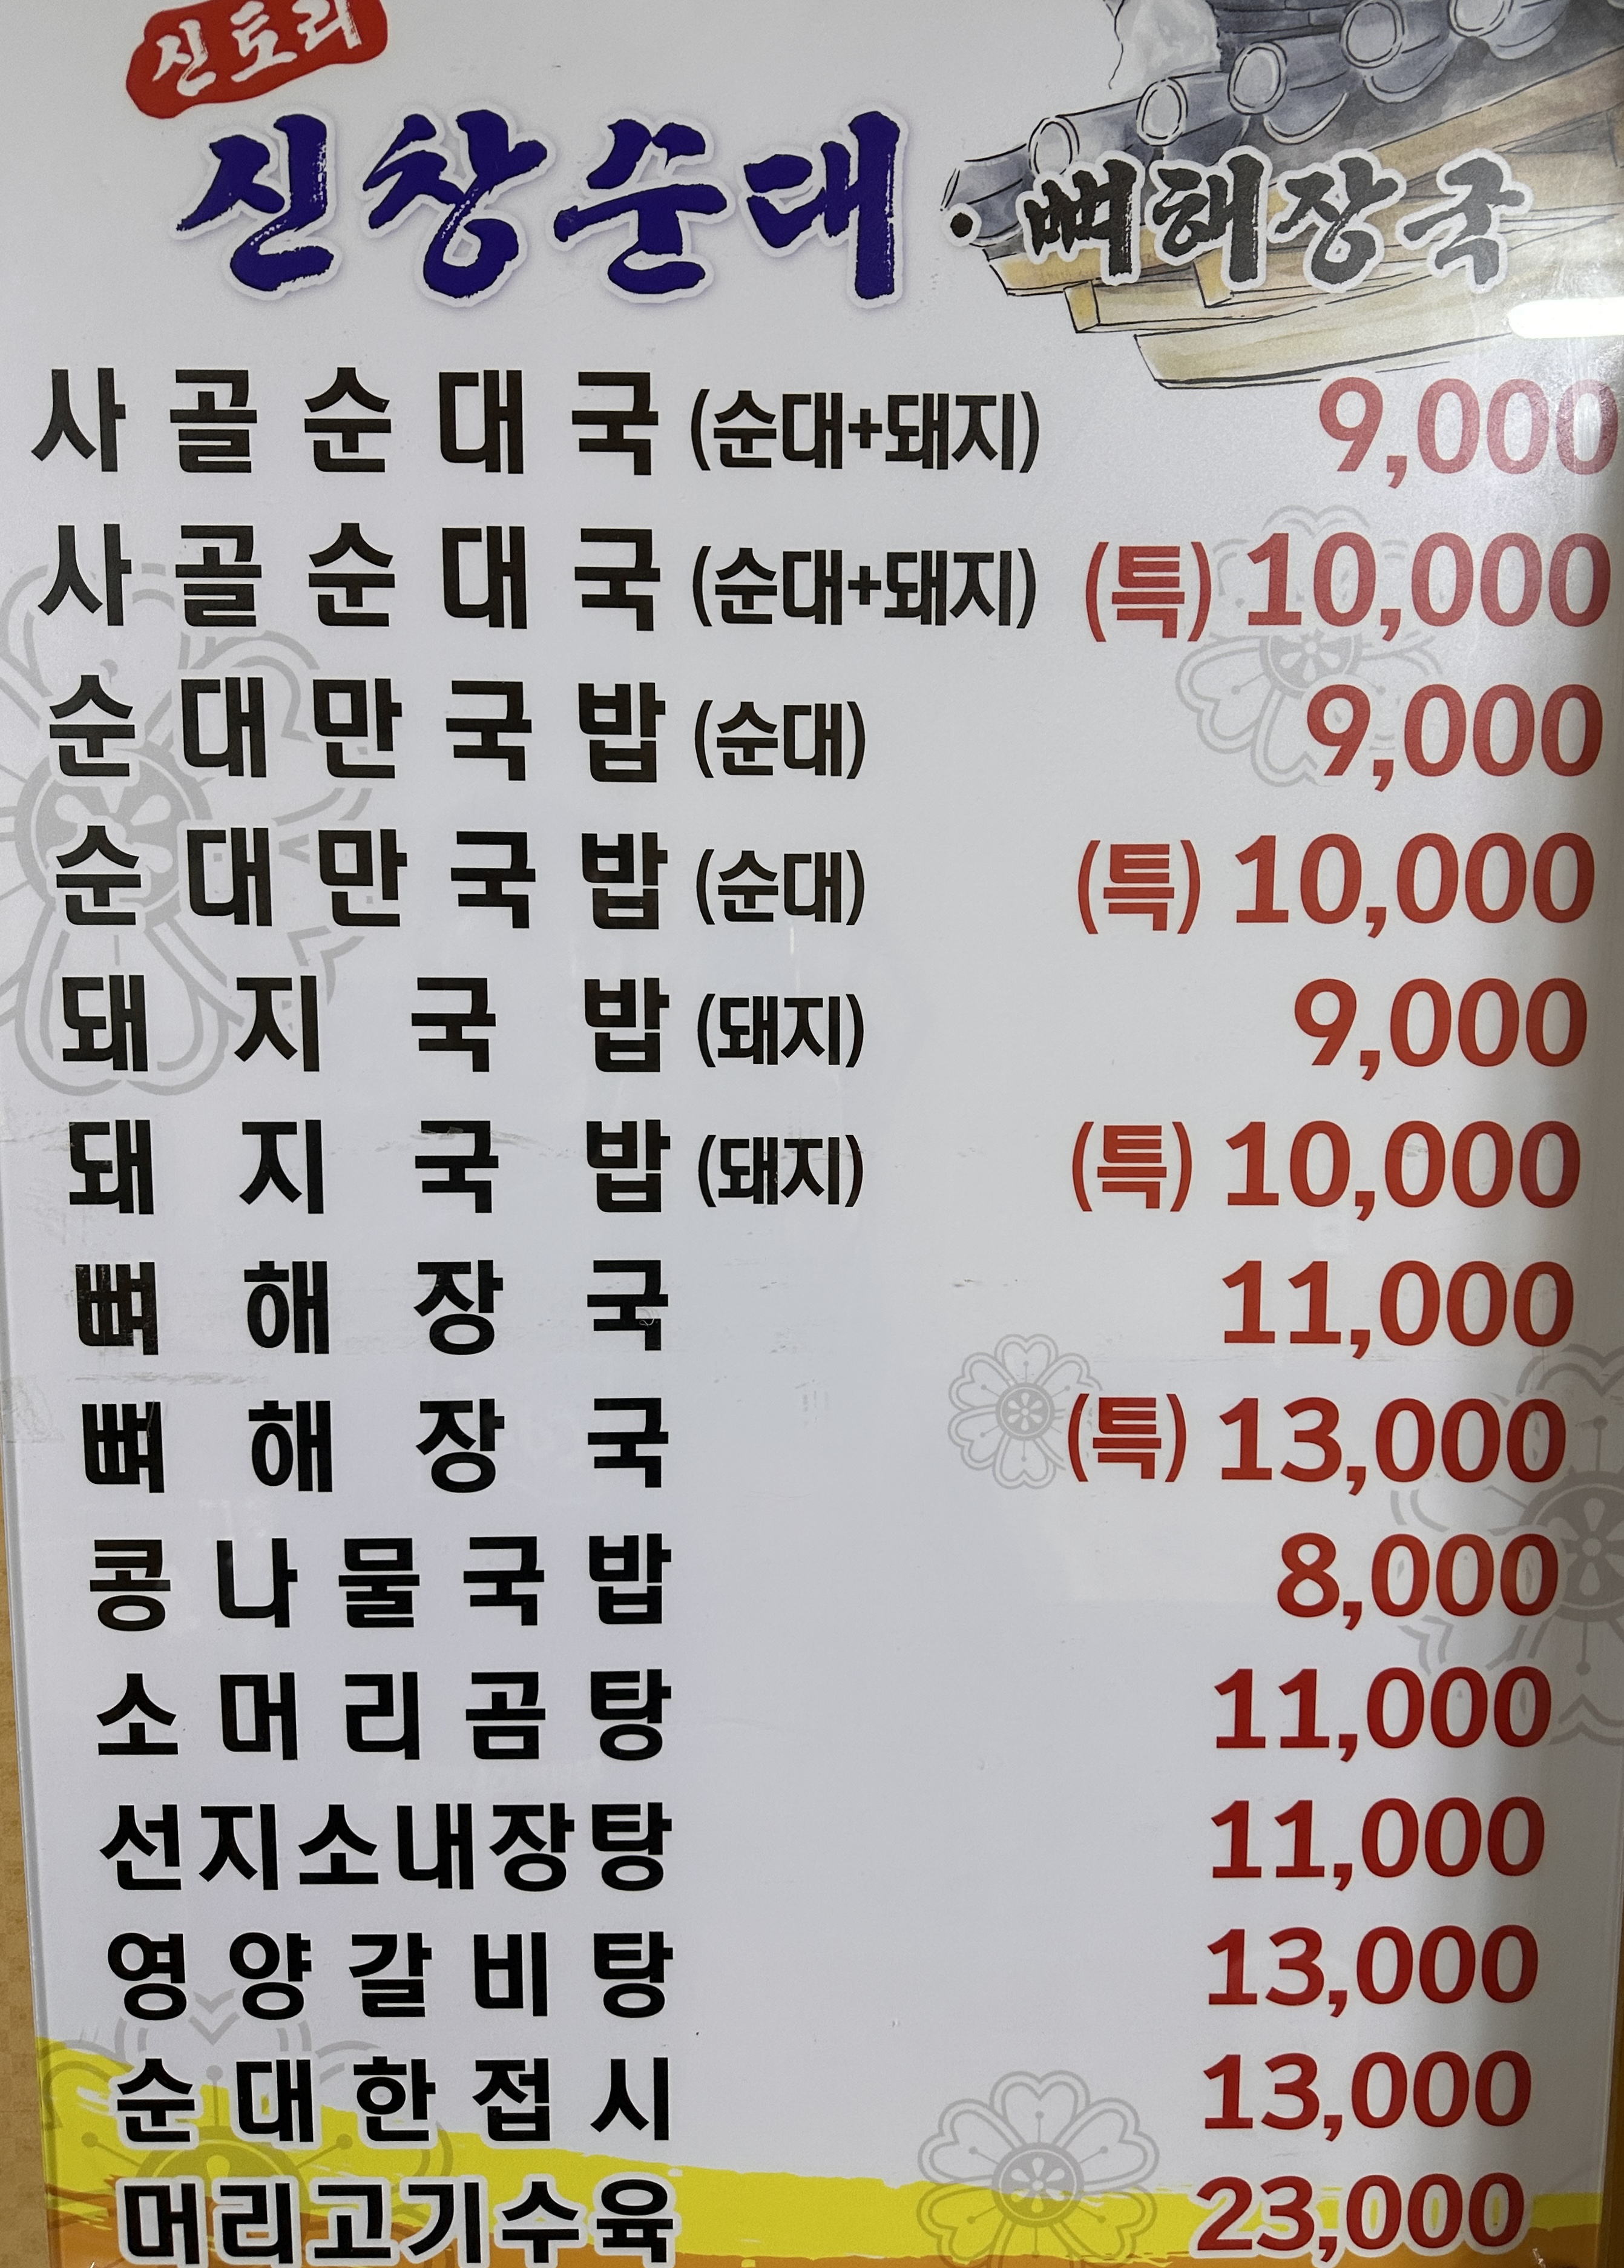 신토리
신창순대·뼈해장국
사골순대국(순대+돼지) 9,000
사골순대국(순대+돼지) (특) 10,000
순대만국밥(순대) 9,000
순대만국밥(순대) (특) 10,000
돼지국밥(돼지) 9,000
돼지국밥(돼지) (특) 10,000
뼈해장국 11,000
뼈해장국 (특) 13,000
콩나물국밥 8,000
소머리곰탕 11,000
선지소내장탕 11,000
영양갈비탕 13,000
순대한접시 13,000
머리고기수육 23,000